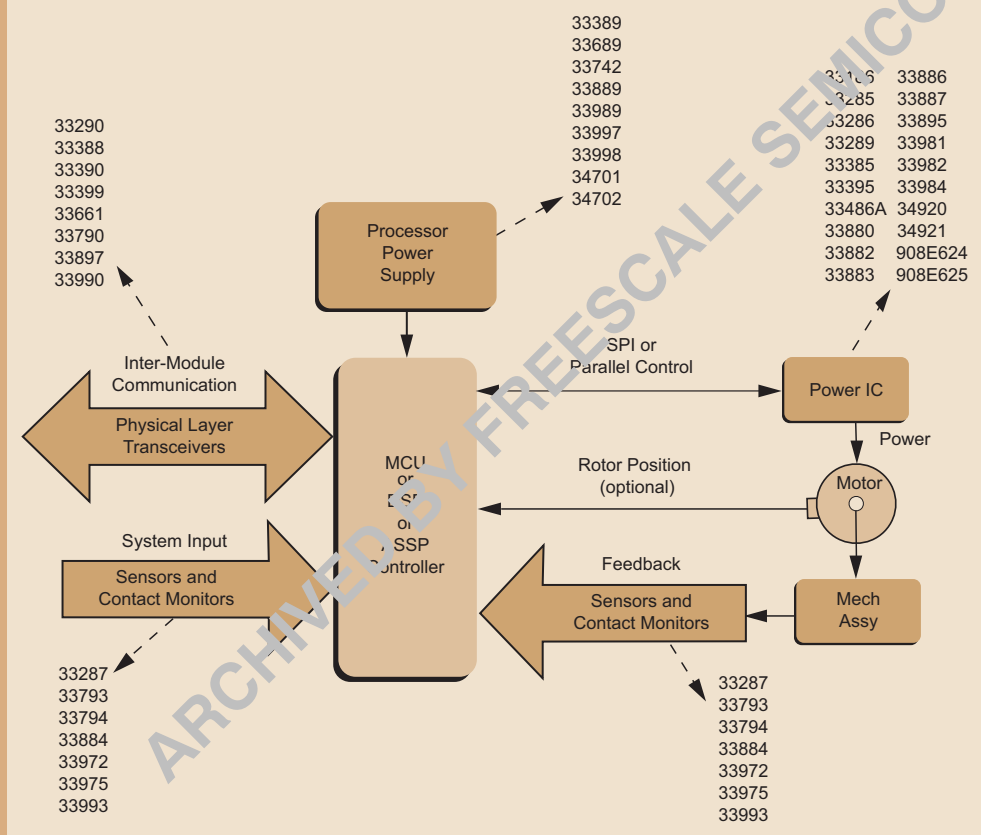 33389
33689
33742
33889
33989
33997
33998
34701
34702
33886
33285 33887
33286 33895
33289 33981
33385 33982
33395 33984
33486A 34920
33880 34921
33882 908E624
33883 908E625
33290
33388
33390
33399
33661
33790
33897
33990
Processor
Power
Supply
Inter-Module
Communication
Physical Layer
Transceivers
SPI or
Parallel Control
Power IC
Power
Motor
Rotor Position
(optional)
MCU
or
DSP
or
ASSP
Controller
System Input
Sensors and
Contact Monitors
Feedback
Sensors and
Contact Monitors
Mech
Assy
33287
33793
33794
33884
33972
33975
33993
33287
33793
33794
33884
33972
33975
33993
ARCHIVED BY FREESCALE